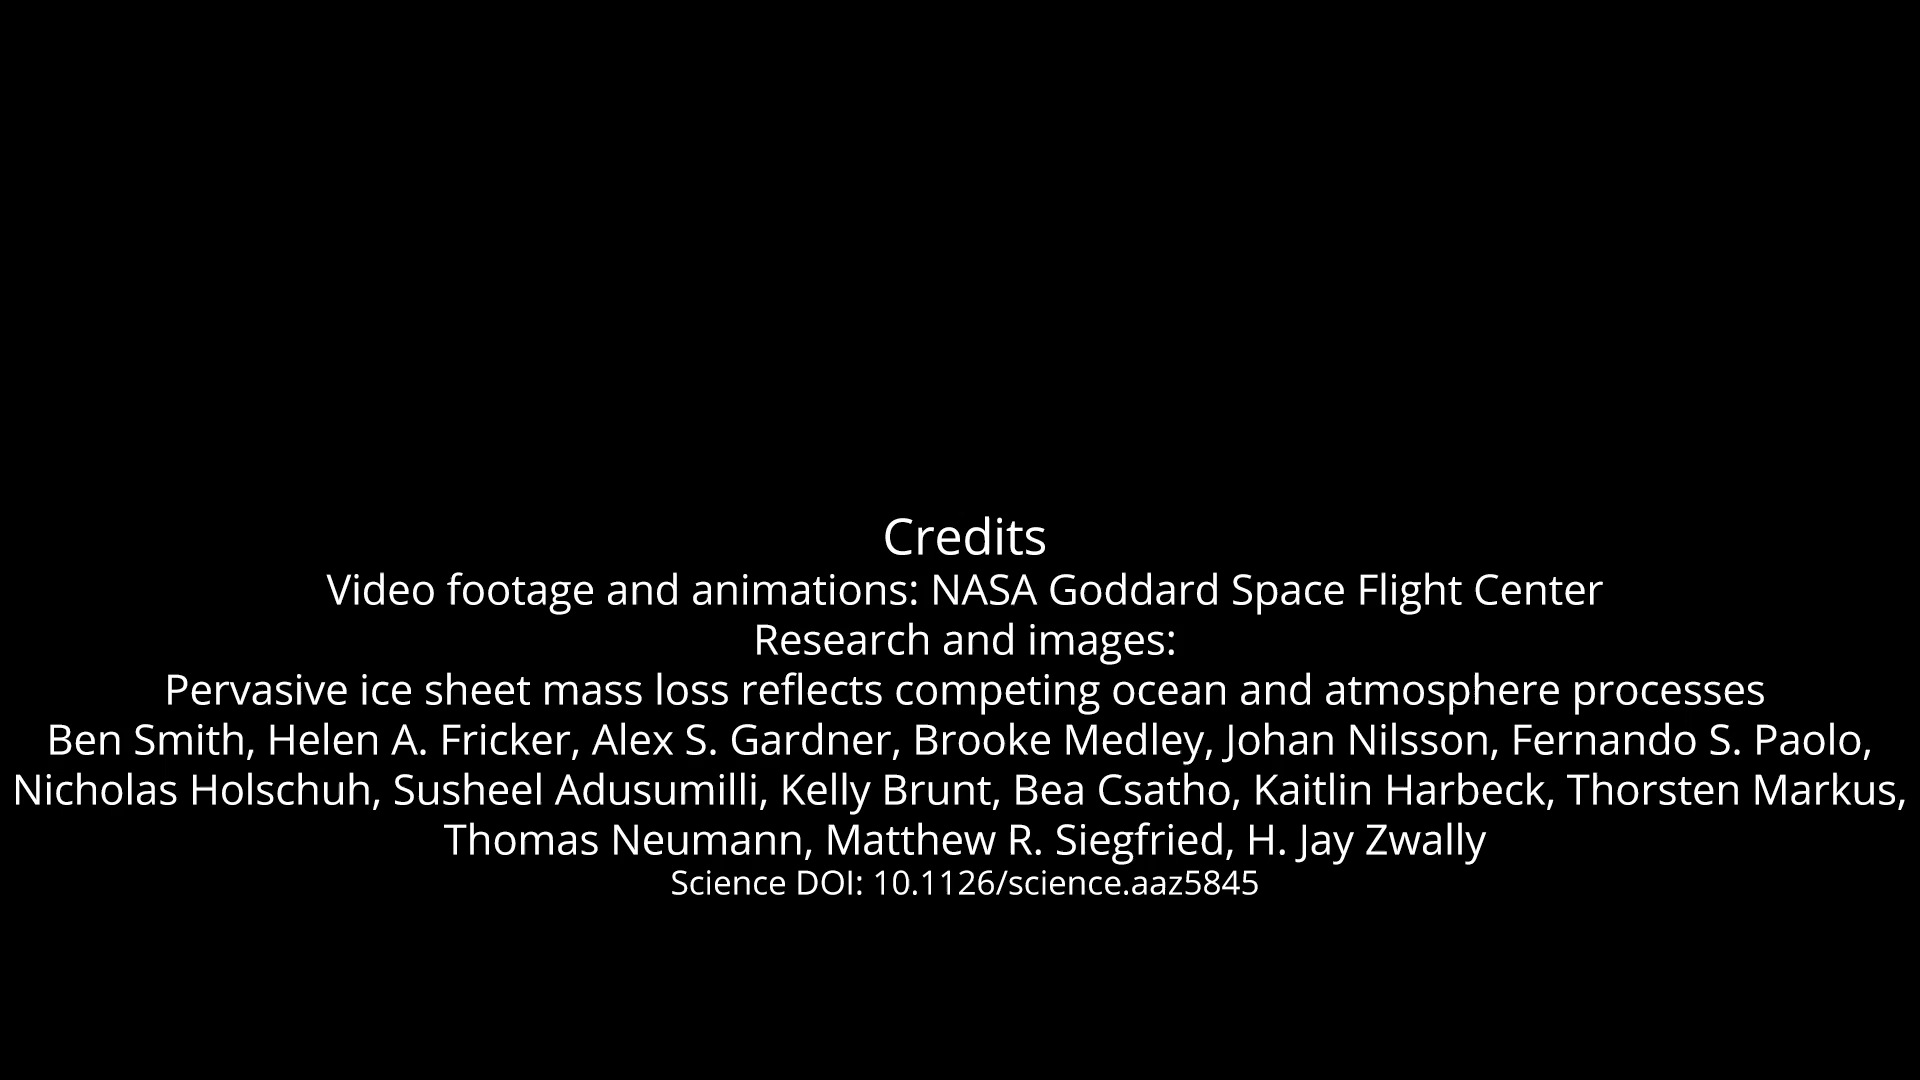 Credits
Video footage and animations: NASA Goddard Space Flight Center
Research and images:
Pervasive ice sheet mass loss reflects competing ocean and atmosphere processes
Ben Smith, Helen A. Fricker, Alex S. Gardner, Brooke Medley, Johan Nilsson, Fernando S. Paolo,
Nicholas Holschuh, Susheel Adusumilli, Kelly Brunt, Bea Csatho, Kaitlin Harbeck, Thorsten Markus,
Thomas Neumann, Matthew R. Siegfried, H. Jay Zwally
Science DOI: 10.1126/science.aaz5845